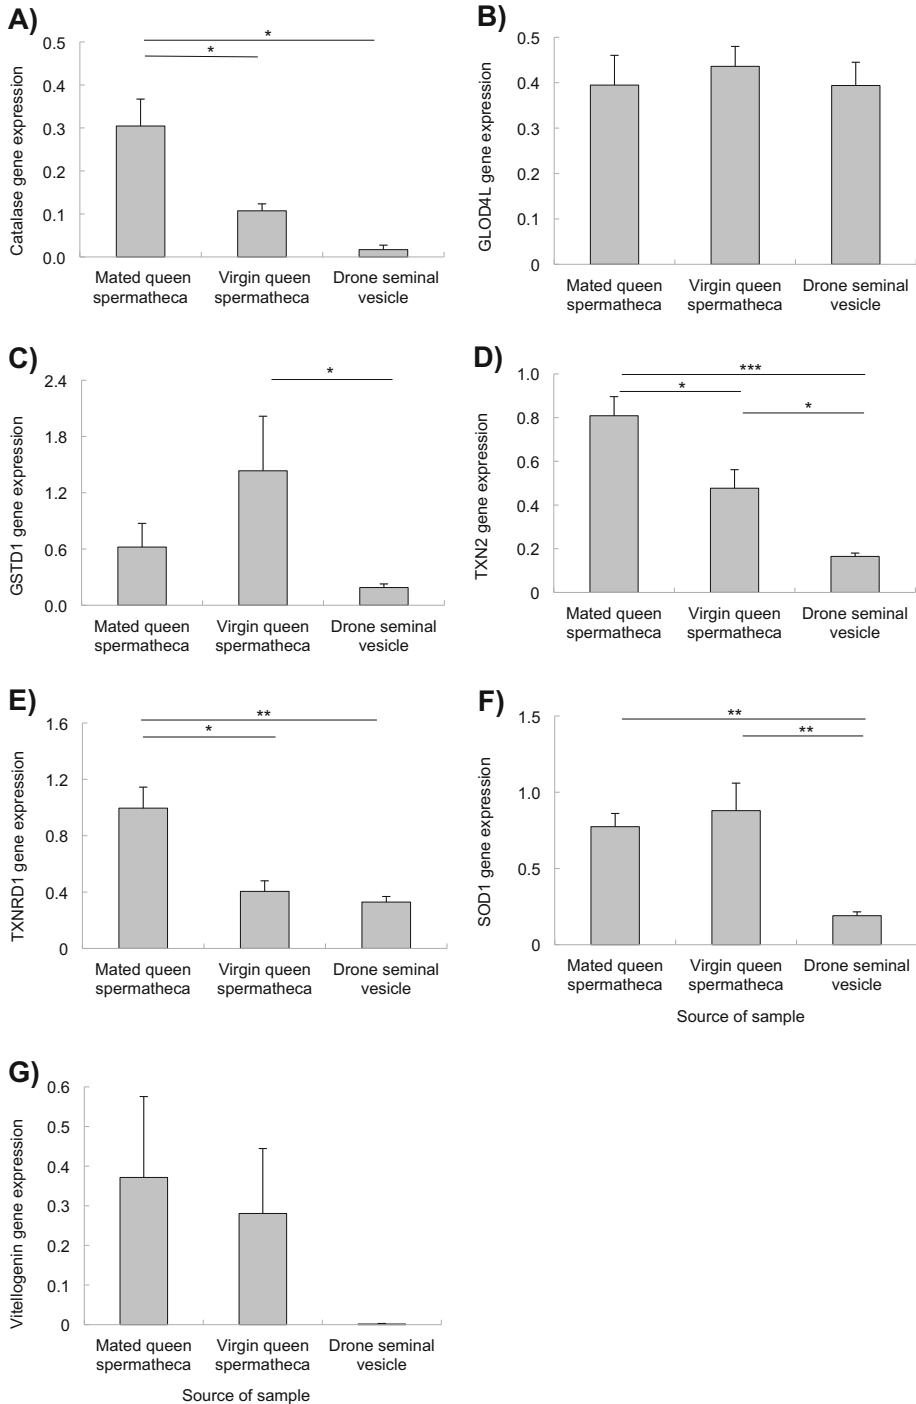 A)
Catalase gene expression
0.5
0.4
0.3
0.2
0.1
0.0
*
*
Mated queen spermatheca
Virgin queen spermatheca
Drone seminal vesicle
B)
GLOD4L gene expression
0.5
0.4
0.3
0.2
0.1
0
Mated queen spermatheca
Virgin queen spermatheca
Drone seminal vesicle
C)
GSTD1 gene expression
2.4
1.8
1.2
0.6
0.0
*
Mated queen spermatheca
Virgin queen spermatheca
Drone seminal vesicle
D)
TXN2 gene expression
1.0
0.8
0.6
0.4
0.2
0
***
*
*
Mated queen spermatheca
Virgin queen spermatheca
Drone seminal vesicle
E)
TXNRD1 gene expression
1.6
1.2
0.8
0.4
0
**
*
Mated queen spermatheca
Virgin queen spermatheca
Drone seminal vesicle
F)
SOD1 gene expression
1.5
1.0
0.5
0
**
**
Mated queen spermatheca
Virgin queen spermatheca
Drone seminal vesicle
Source of sample
G)
Vitellogenin gene expression
0.6
0.5
0.4
0.3
0.2
0.1
0
Mated queen spermatheca
Virgin queen spermatheca
Drone seminal vesicle
Source of sample